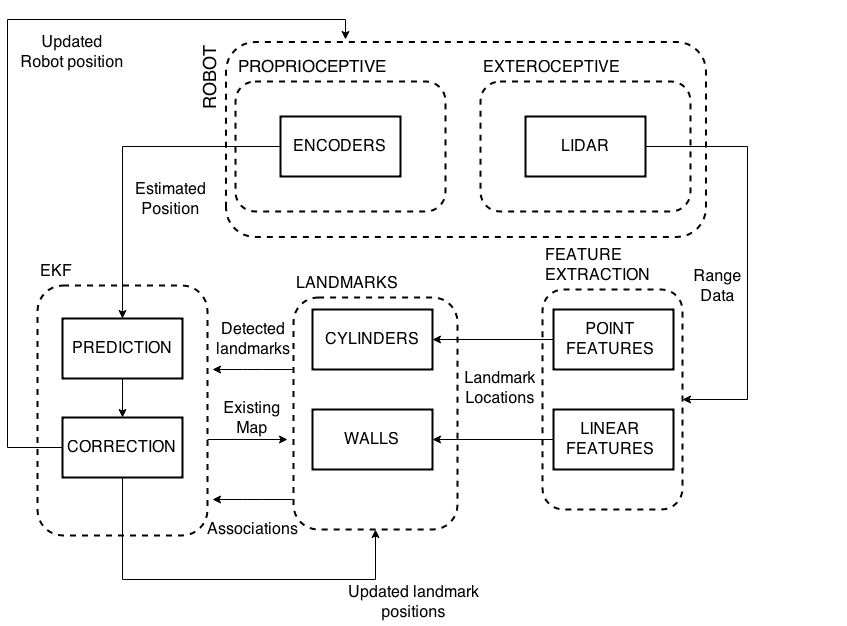 Updated
Robot position
ROBOT
PROPRIOCEPTIVE
EXTEROCEPTIVE
ENCODERS
LIDAR
Estimated
Position
EKF
LANDMARKS
FEATURE
EXTRACTION
Range
Data
PREDICTION
Detected
landmarks
CYLINDERS
POINT
FEATURES
Landmark
Locations
Existing
Map
CORRECTION
WALLS
LINEAR
FEATURES
Associations
Updated landmark
positions